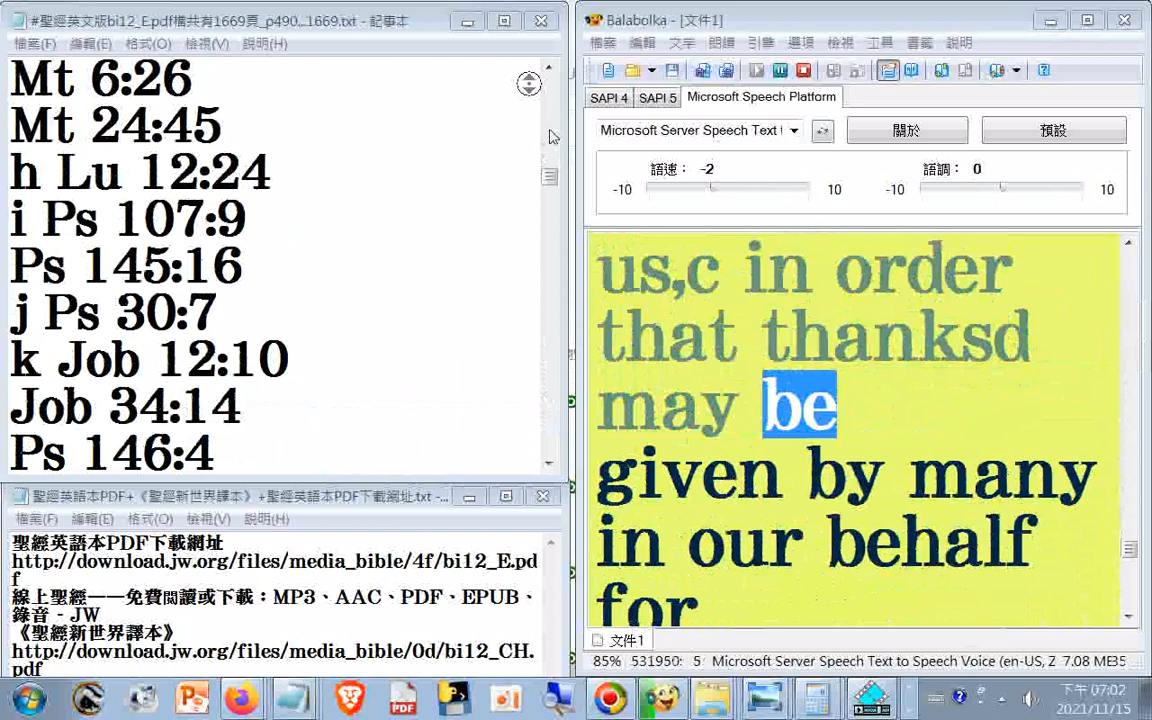 #聖經英文版bi12_E.pdf檔共有1669頁_p490...1669.txt - 記事本
檔案(F) 編輯(E) 格式(O) 檢視(V) 說明(H)
Mt 6:26
Mt 24:45
h Lu 12:24
i Ps 107:9
Ps 145:16
j Ps 30:7
k Job 12:10
Job 34:14
Ps 146:4
聖經英語本PDF+《聖經新世界譯本》+聖經英語本PDF下載網址.txt -...
檔案(F) 編輯(E) 格式(O) 檢視(V) 說明(H)
聖經英語本PDF下載網址
http://download.jw.org/files/media_bible/4f/bi12_E.pd
f
線上聖經——免費閱讀或下載：MP3、AAC、PDF、EPUB、
錄音 - JW
《聖經新世界譯本》
http://download.jw.org/files/media_bible/0d/bi12_CH.
pdf
Balabolka - [文件1]
檔案 編輯 文字 朗讀 引擎 選項 檢視 工具 書籤 說明
SAPI 4 SAPI 5 Microsoft Speech Platform
Microsoft Server Speech Text 關於 預設
語速： -2 語調： 0
-10 10 -10 10
us,c in order
that thanksd
may be
given by many
in our behalf
for
文件1
85% 531950: 5 Microsoft Server Speech Text to Speech Voice (en-US, Z 7.08 ME35
下午 07:02
2021/11/15